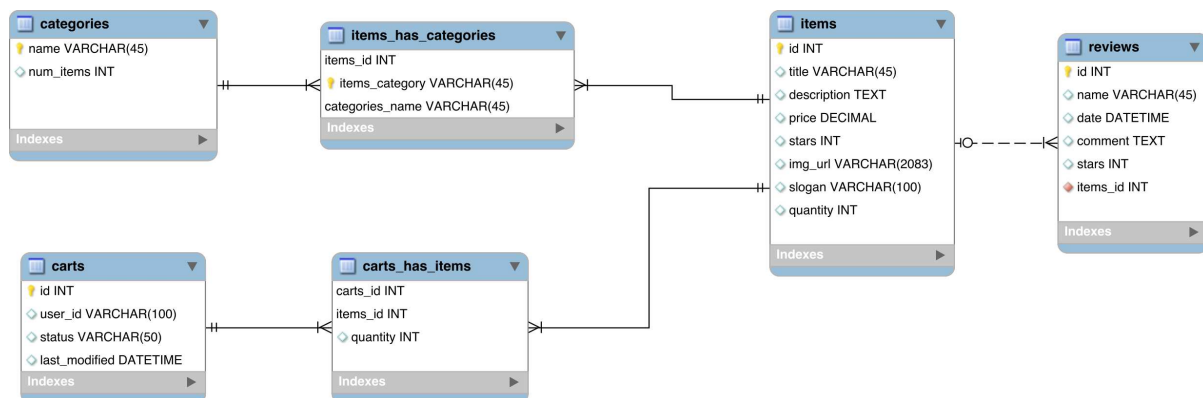 categories
name VARCHAR(45)
num_items INT
Indexes
items_has_categories
items_id INT
items_category VARCHAR(45)
categories_name VARCHAR(45)
Indexes
items
id INT
title VARCHAR(45)
description TEXT
price DECIMAL
stars INT
img_url VARCHAR(2083)
slogan VARCHAR(100)
quantity INT
Indexes
reviews
id INT
name VARCHAR(45)
date DATETIME
comment TEXT
stars INT
items_id INT
Indexes
carts
id INT
user_id VARCHAR(100)
status VARCHAR(50)
last_modified DATETIME
Indexes
carts_has_items
carts_id INT
items_id INT
quantity INT
Indexes